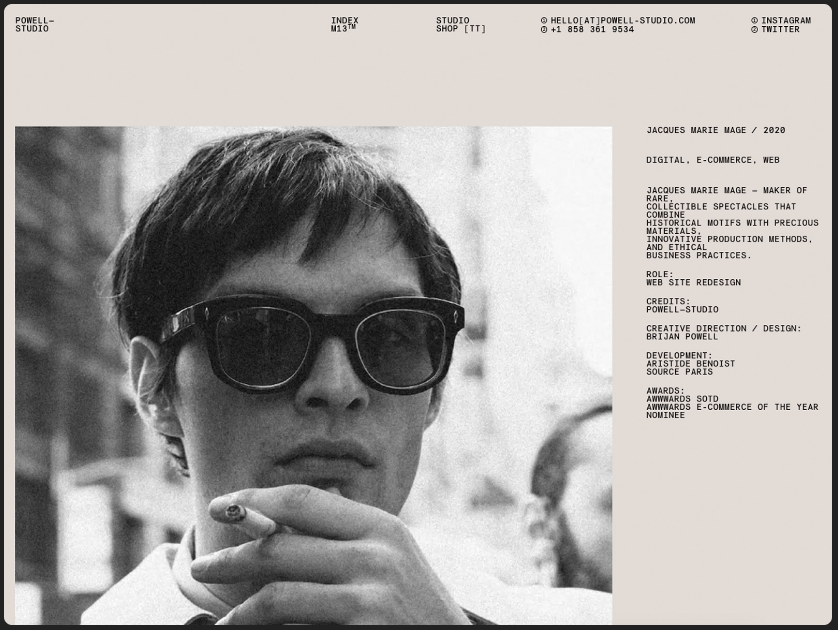 POWELL—
STUDIO
INDEX
M13™
STUDIO
SHOP [TT]
① HELLO[AT]POWELL-STUDIO.COM
② +1 858 361 9534
① INSTAGRAM
② TWITTER
JACQUES MARIE MAGE / 2020
DIGITAL, E-COMMERCE, WEB
JACQUES MARIE MAGE — MAKER OF
RARE,
COLLECTIBLE SPECTACLES THAT
COMBINE
HISTORICAL MOTIFS WITH PRECIOUS
MATERIALS,
INNOVATIVE PRODUCTION METHODS,
AND ETHICAL
BUSINESS PRACTICES.
ROLE:
WEB SITE REDESIGN
CREDITS:
POWELL—STUDIO
CREATIVE DIRECTION / DESIGN:
BRIJAN POWELL
DEVELOPMENT:
ARISTIDE BENOIST
SOURCE PARIS
AWARDS:
AWWWARDS SOTD
AWWWARDS E-COMMERCE OF THE YEAR
NOMINEE